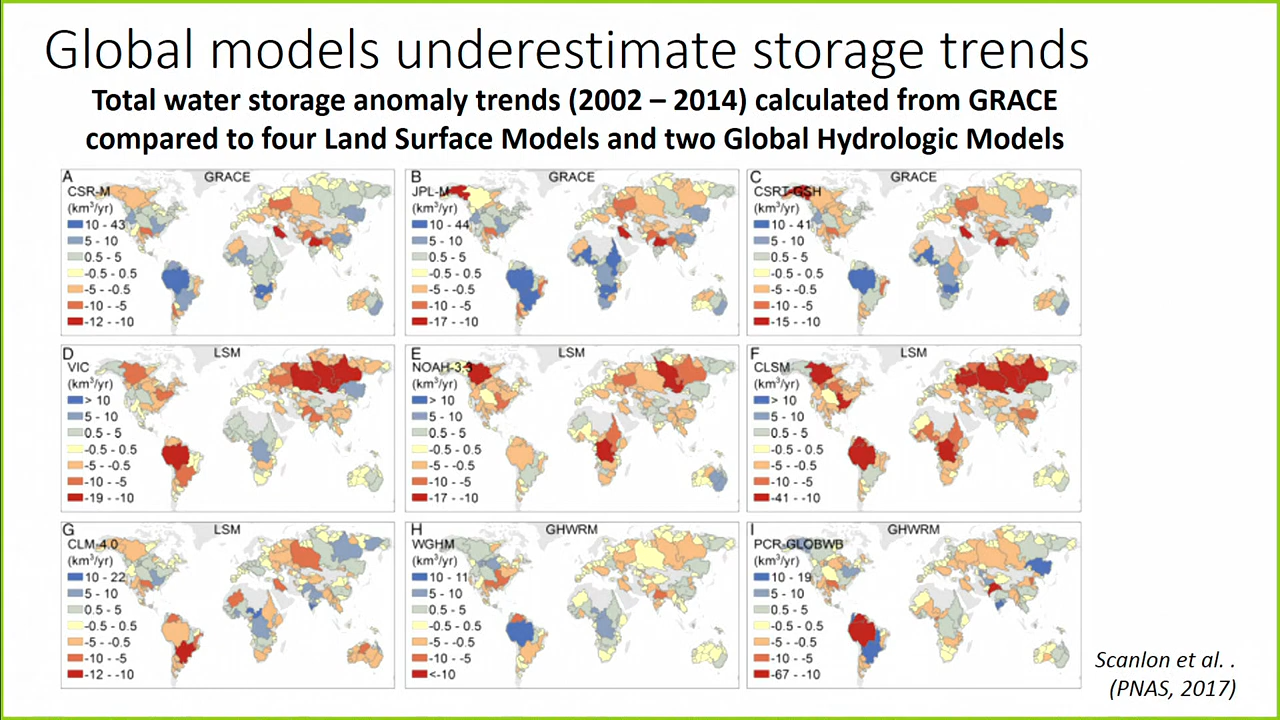 Global models underestimate storage trends
Total water storage anomaly trends (2002 – 2014) calculated from GRACE
compared to four Land Surface Models and two Global Hydrologic Models
A GRACE
CSR-M
(km³/yr)
10 - 43
5 - 10
0.5 - 5
-0.5 - 0.5
-5 - -0.5
-10 - -5
-12 - -10
B GRACE
JPL-M
(km³/yr)
10 - 44
5 - 10
0.5 - 5
-0.5 - 0.5
-5 - -0.5
-10 - -5
-17 - -10
C GRACE
CSRT-GSH
(km³/yr)
10 - 41
5 - 10
0.5 - 5
-0.5 - 0.5
-5 - -0.5
-10 - -5
-15 - -10
D LSM
VIC
(km³/yr)
> 10
5 - 10
0.5 - 5
-0.5 - 0.5
-5 - -0.5
-10 - -5
-19 - -10
E LSM
NOAH-3.3
(km³/yr)
> 10
5 - 10
0.5 - 5
-0.5 - 0.5
-5 - -0.5
-10 - -5
-17 - -10
F LSM
CLSM
(km³/yr)
> 10
5 - 10
0.5 - 5
-0.5 - 0.5
-5 - -0.5
-10 - -5
-41 - -10
G LSM
CLM-4.0
(km³/yr)
10 - 22
5 - 10
0.5 - 5
-0.5 - 0.5
-5 - -0.5
-10 - -5
-12 - -10
H GHWRM
WGHM
(km³/yr)
10 - 11
5 - 10
0.5 - 5
-0.5 - 0.5
-5 - -0.5
-10 - -5
<-10
I GHWRM
PCR-GLOBWB
(km³/yr)
10 - 19
5 - 10
0.5 - 5
-0.5 - 0.5
-5 - -0.5
-10 - -5
-67 - -10
Scanlon et al. .
(PNAS, 2017)